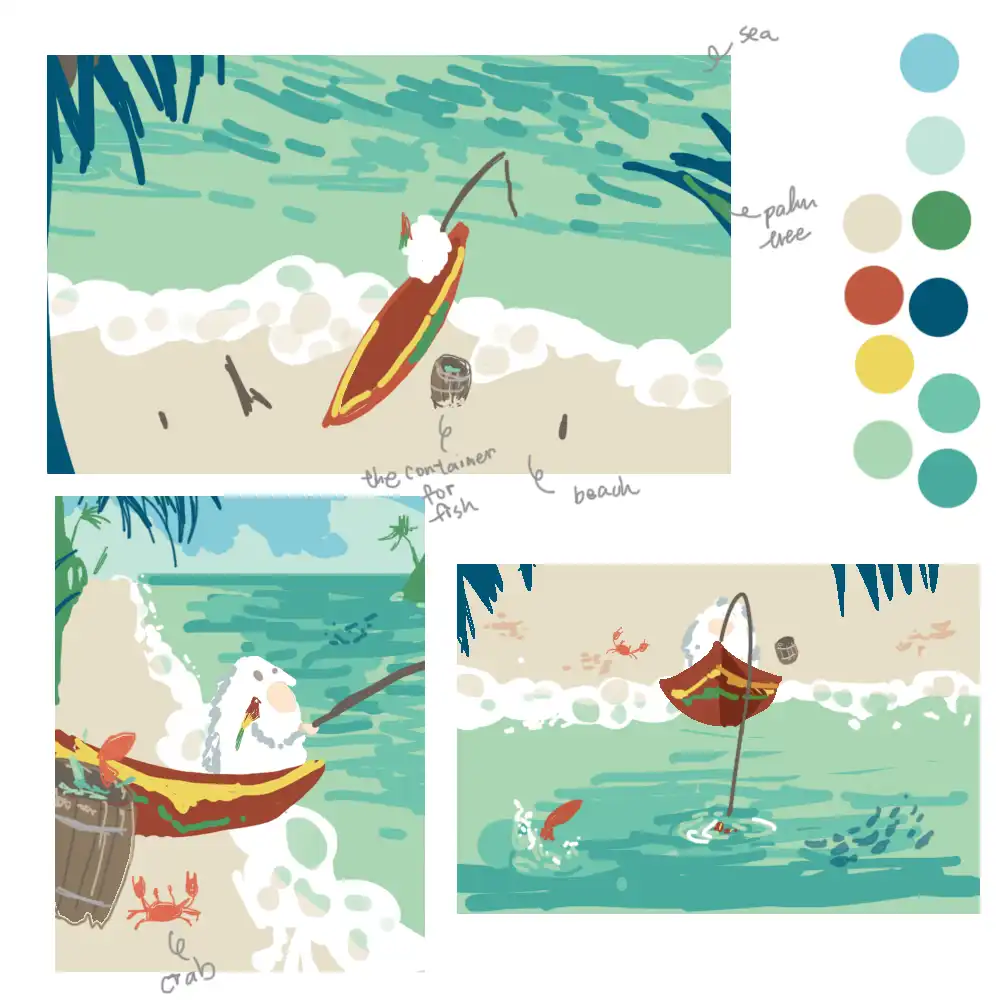 sea
palm
tree
the container
for
fish
beach
crab